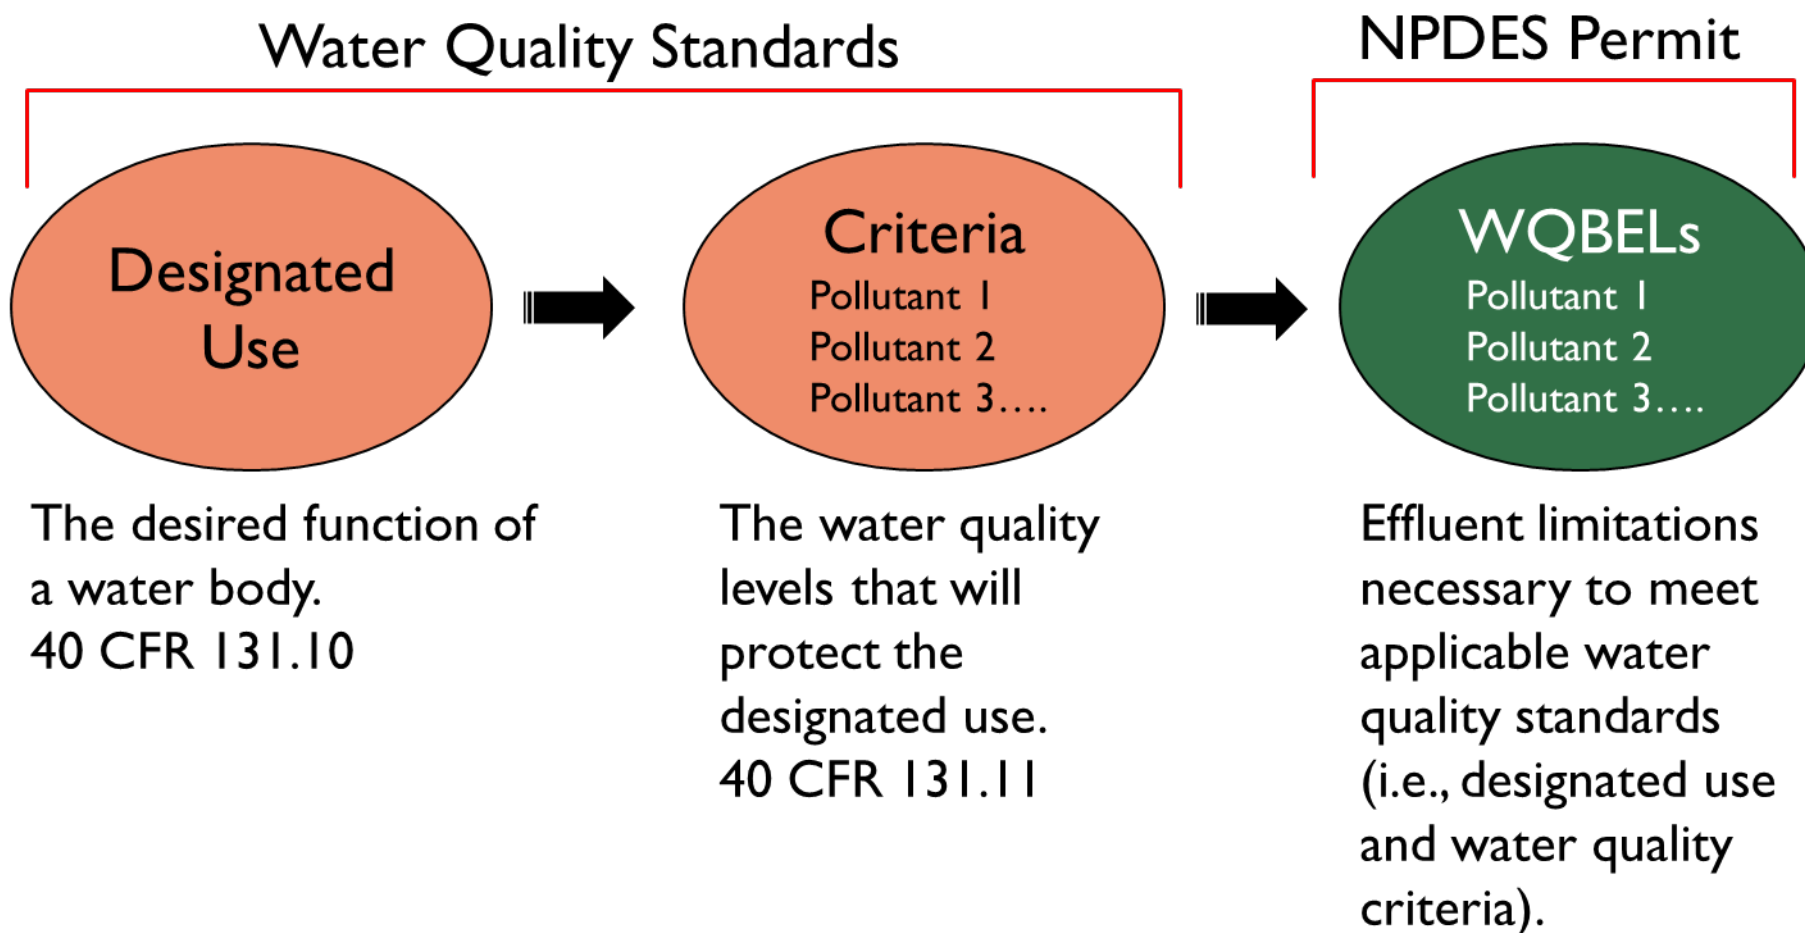 Water Quality Standards
NPDES Permit
Designated
Use
Criteria
Pollutant 1
Pollutant 2
Pollutant 3....
WQBELs
Pollutant 1
Pollutant 2
Pollutant 3....
The desired function of
a water body.
40 CFR 131.10
The water quality
levels that will
protect the
designated use.
40 CFR 131.11
Effluent limitations
necessary to meet
applicable water
quality standards
(i.e., designated use
and water quality
criteria).